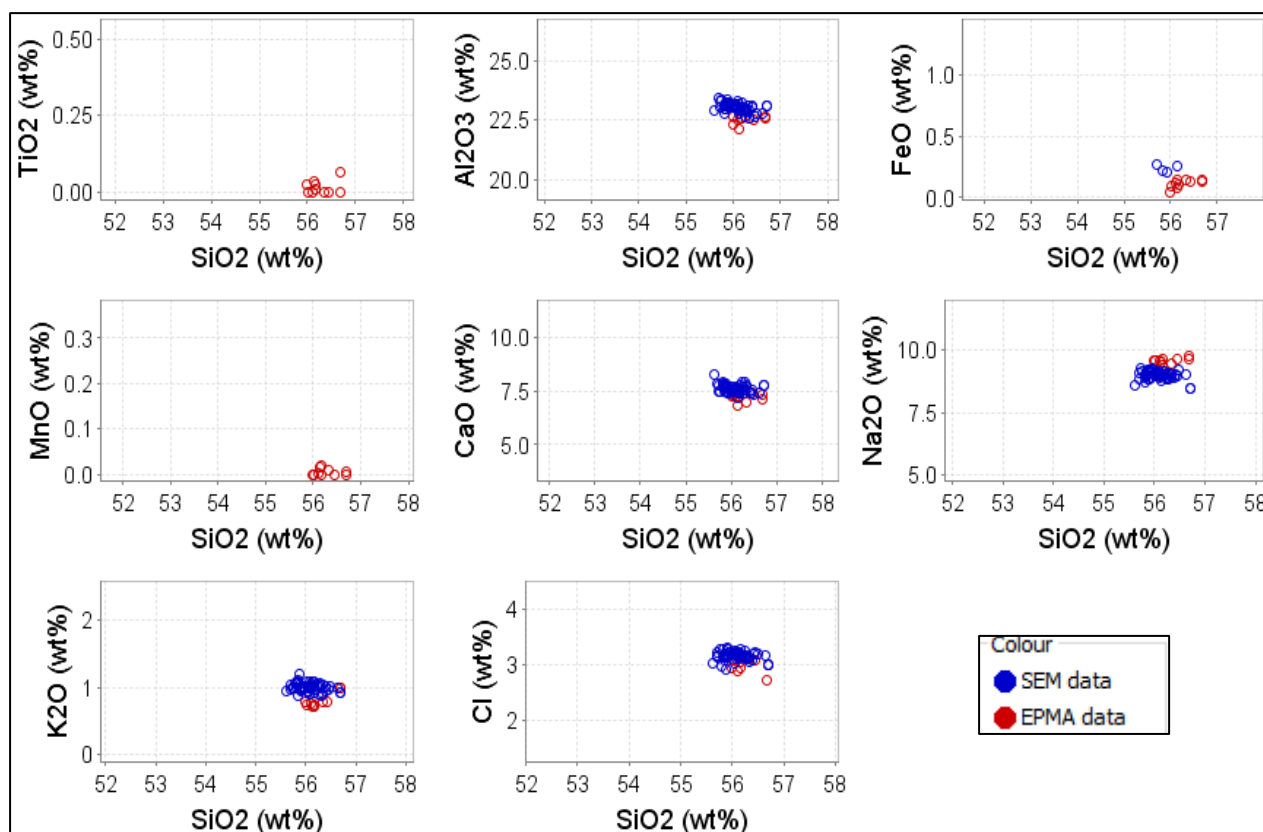 TiO2 (wt%)
0.50
0.25
0.00
52 53 54 55 56 57 58
SiO2 (wt%)
Al2O3 (wt%)
25.0
22.5
20.0
52 53 54 55 56 57 58
SiO2 (wt%)
FeO (wt%)
1.0
0.5
0.0
52 53 54 55 56 57
SiO2 (wt%)
MnO (wt%)
0.3
0.2
0.1
0.0
52 53 54 55 56 57 58
SiO2 (wt%)
CaO (wt%)
10.0
7.5
5.0
52 53 54 55 56 57 58
SiO2 (wt%)
Na2O (wt%)
10.0
7.5
5.0
52 53 54 55 56 57 58
SiO2 (wt%)
K2O (wt%)
2
1
0
52 53 54 55 56 57 58
SiO2 (wt%)
Cl (wt%)
4
3
2
52 53 54 55 56 57 58
SiO2 (wt%)
Colour
SEM data
EPMA data